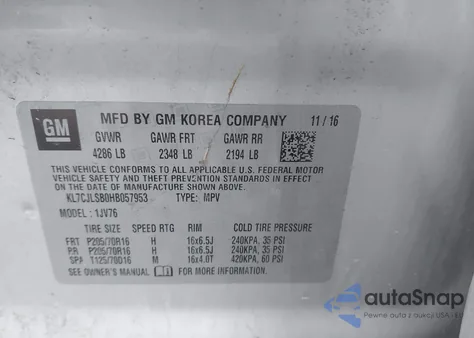 MFD BY GM KOREA COMPANY 11/16
GM
GVWR GAWR FRT GAWR RR
4286 LB 2348 LB 2194 LB
THIS VEHICLE CONFORMS TO ALL APPLICABLE U.S. FEDERAL MOTOR
VEHICLE SAFETY AND THEFT PREVENTION STANDARDS IN EFFECT ON
THE DATE OF MANUFACTURE SHOWN ABOVE.
KL7CJLSB0HB057953 TYPE: MPV
MODEL: 1JV76
TIRE SIZE SPEED RTG RIM COLD TIRE PRESSURE
FRT P205/70R16 H 16x6.5J 240KPA, 35 PSI
RR P205/70R16 H 16x6.5J 240KPA, 35 PSI
SPA T125/70D16 M 16x4.0T 420KPA, 60 PSI
SEE OWNER'S MANUAL FOR MORE INFORMATION
autaSnap
Pewne auta z aukcji USA i